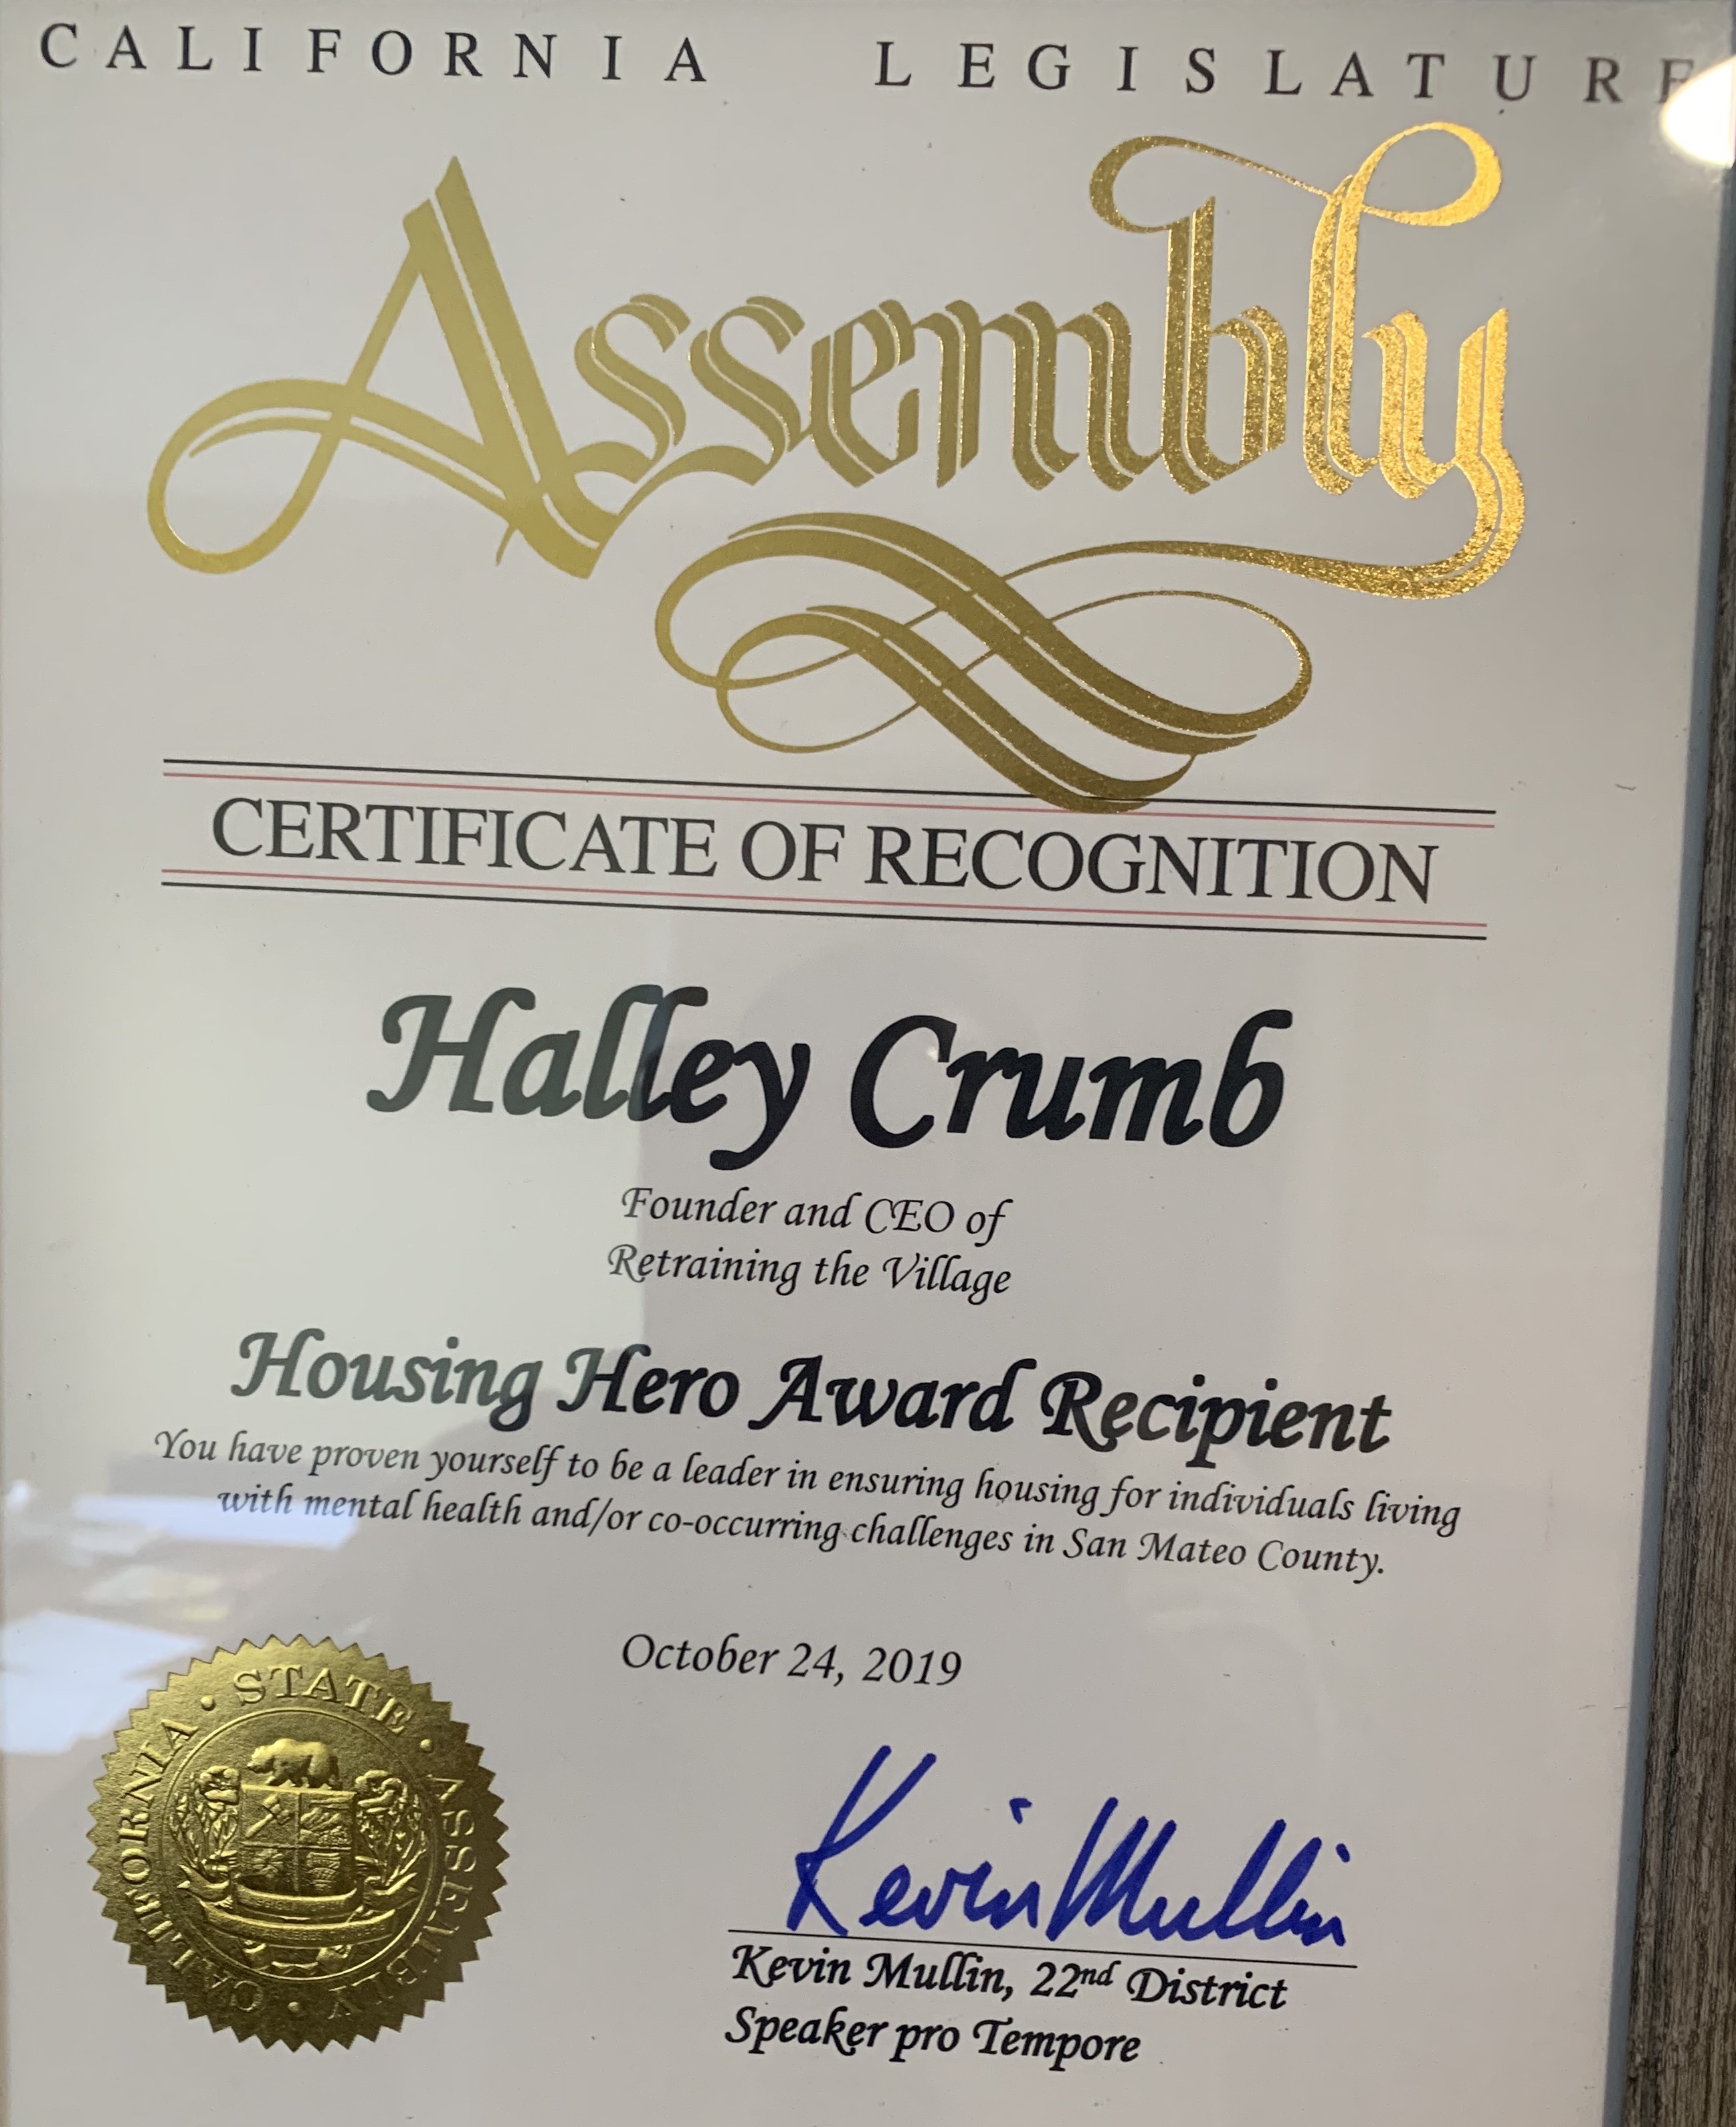 CALIFORNIA LEGISLATURE
Assembly
CERTIFICATE OF RECOGNITION
Halley Crumb
Founder and CEO of
Retraining the Village
Housing Hero Award Recipient
You have proven yourself to be a leader in ensuring housing for individuals living
with mental health and/or co-occurring challenges in San Mateo County.
October 24, 2019
CALIFORNIA • STATE • ASSEMBLY •
Kevin Mullin
Kevin Mullin, 22nd District
Speaker pro Tempore